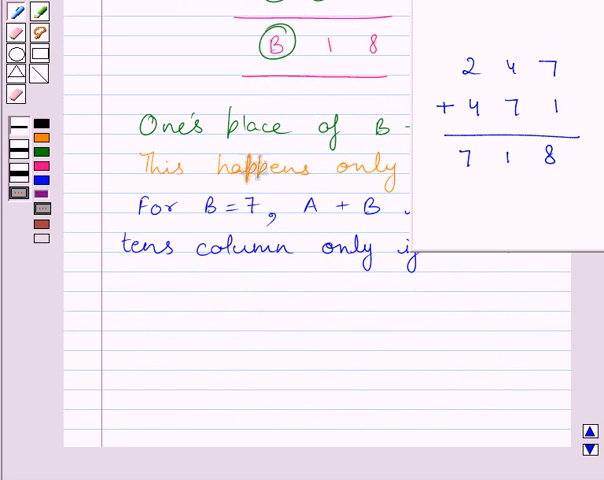 B 1 8
One's place of B -
This happens only
For B = 7, A + B
tens column only if
2 4 7
+ 4 7 1
7 1 8